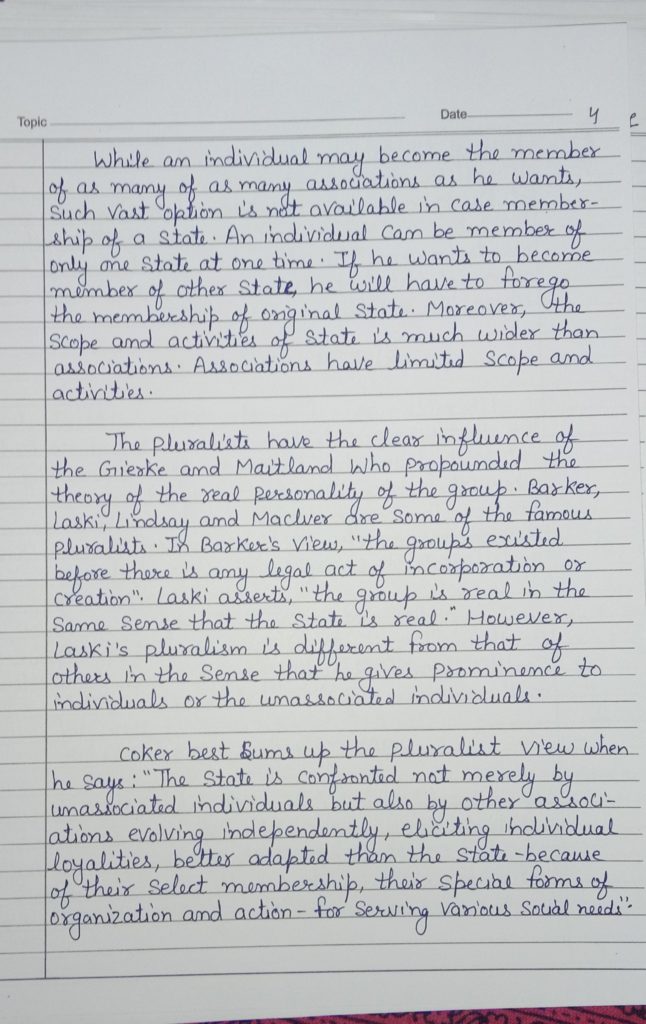 Topic
Date
4
While an individual may become the member
of as many of as many associations as he wants,
Such vast option is not available in case member-
ship of a state. An individual can be member of
only one state at one time. If he wants to become
member of other state, he will have to forego
the membership of original State. Moreover, the
Scope and activities of state is much wider than
associations. Associations have limited scope and
activities.
The pluralists have the clear influence of
the Gierke and Maitland who propounded the
theory of the real personality of the group. Barker,
Laski, Lindsay and MacIver are some of the famous
pluralists. In Barker's view, "the groups existed
before there is any legal act of incorporation or
creation". Laski asserts, "the group is real in the
Same Sense that the State is real." However,
Laski's pluralism is different from that of
others in the Sense that he gives prominence to
individuals or the unassociated individuals.
Coker best Sums up the pluralist view when
he says: "The State is confronted not merely by
unassociated individuals but also by other associ-
ations evolving independently, eliciting individual
loyalities, better adapted than the state-because
of their select membership, their special forms of
organization and action - for serving various social needs".